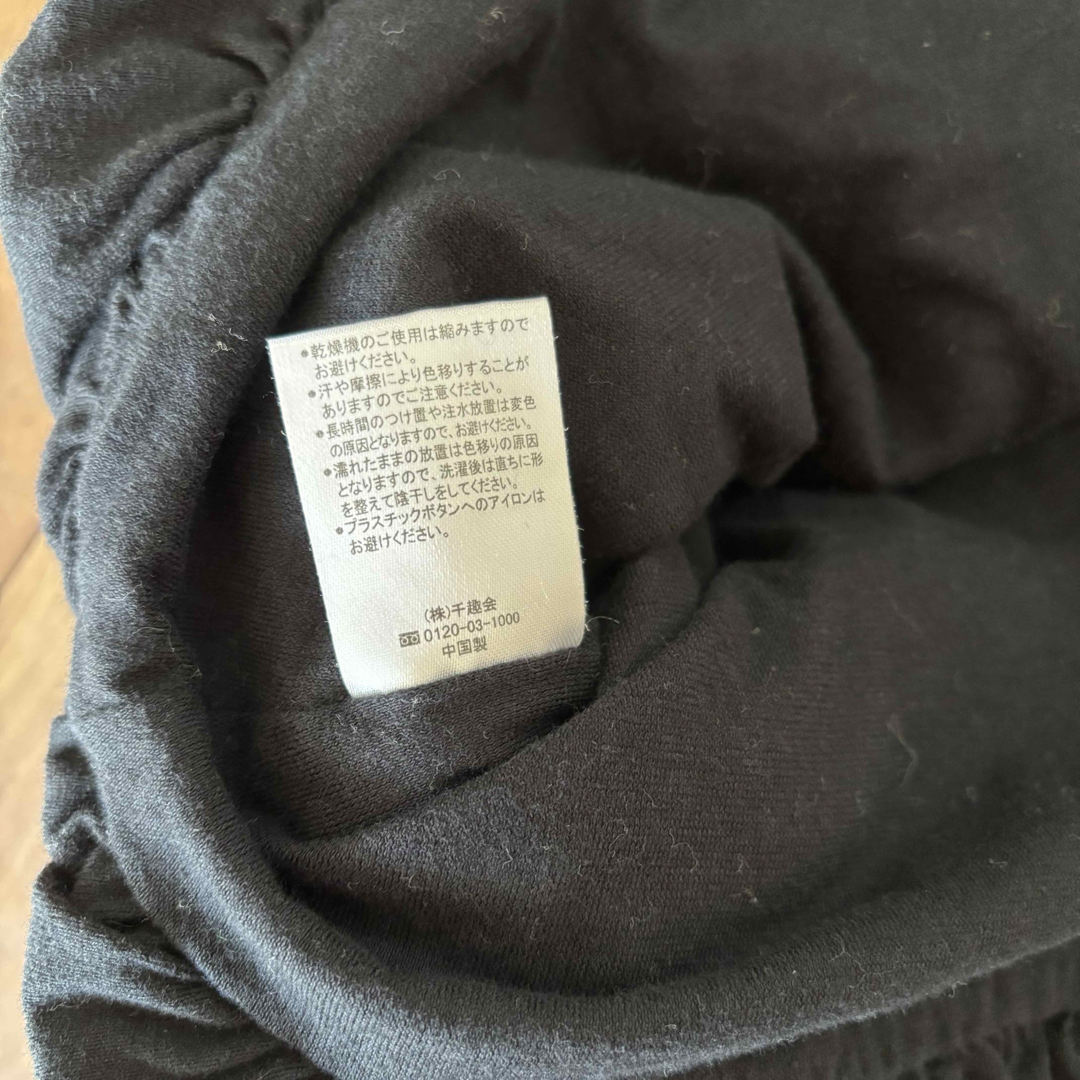 ●乾燥機のご使用は縮みますので
お避けください。
●汗や摩擦により色移りすることが
ありますのでご注意ください。
●長時間のつけ置や注水放置は変色
の原因となりますので、お避けください。
●濡れたままの放置は色移りの原因
となりますので、洗濯後は直ちに形
を整えて陰干しをしてください。
●プラスチックボタンへのアイロンは
お避けください。
(株)千趣会
0120-03-1000
中国製